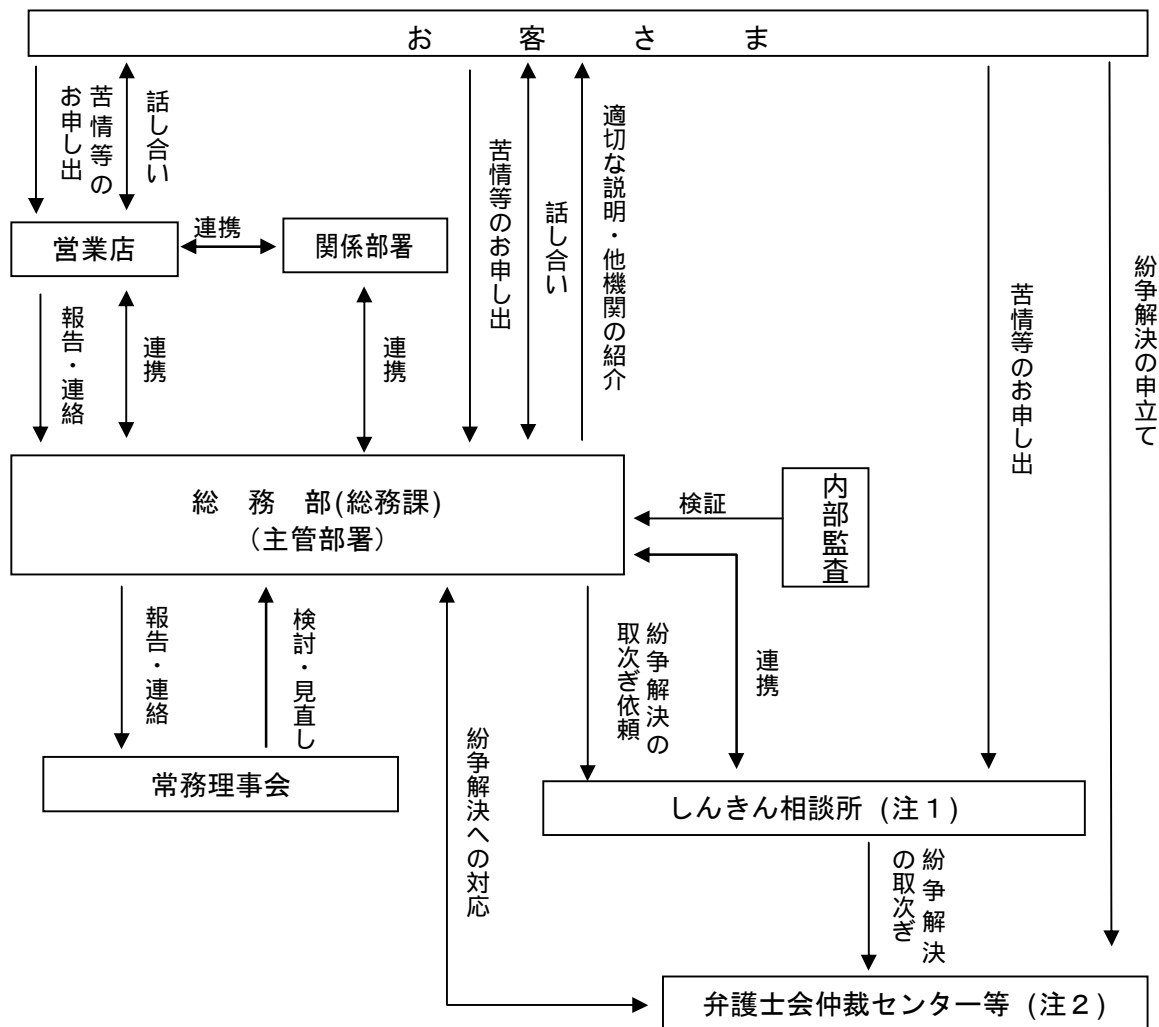 お 客 さ ま
苦情等の
お申し出
話し合い
苦情等のお申し出
話し合い
適切な説明・他機関の紹介
苦情等のお申し出
紛争解決の申立て
営業店
連携
関係部署
報告・連絡
連携
連携
総 務 部(総務課)
(主管部署)
検証
内部監査
報告・連絡
検討・見直し
紛争解決への対応
紛争解決の
取次ぎ依頼
連携
常務理事会
しんきん相談所 (注1)
紛争解決
の取次ぎ
弁護士会仲裁センター等 (注2)